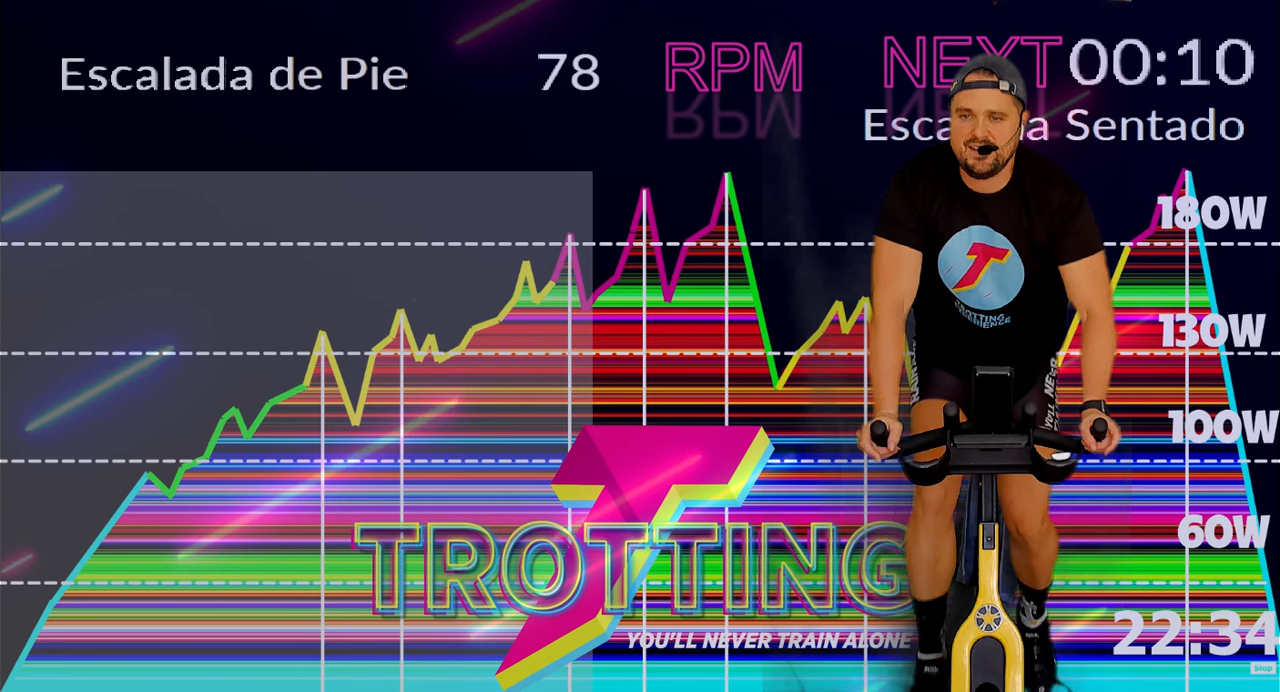 Escalada de Pie 78 RPM NEXT 00:10
Sentado
180W
130W
100W
60W
T
TROTTING
YOU'LL NEVER TRAIN ALONE
22:34
Stop
T
TROTTING